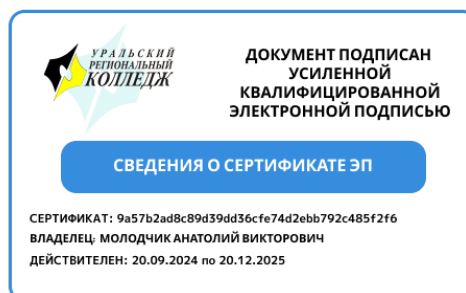 УРАЛЬСКИЙ
РЕГИОНАЛЬНЫЙ
КОЛЛЕДЖ
ДОКУМЕНТ ПОДПИСАН
УСИЛЕННОЙ
КВАЛИФИЦИРОВАННОЙ
ЭЛЕКТРОННОЙ ПОДПИСЬЮ
СВЕДЕНИЯ О СЕРТИФИКАТЕ ЭП
СЕРТИФИКАТ: 9a57b2ad8c89d39dd36cfe74d2ebb792c485f2f6
ВЛАДЕЛЕЦ: МОЛОДЧИК АНАТОЛИЙ ВИКТОРОВИЧ
ДЕЙСТВИТЕЛЕН: 20.09.2024 по 20.12.2025